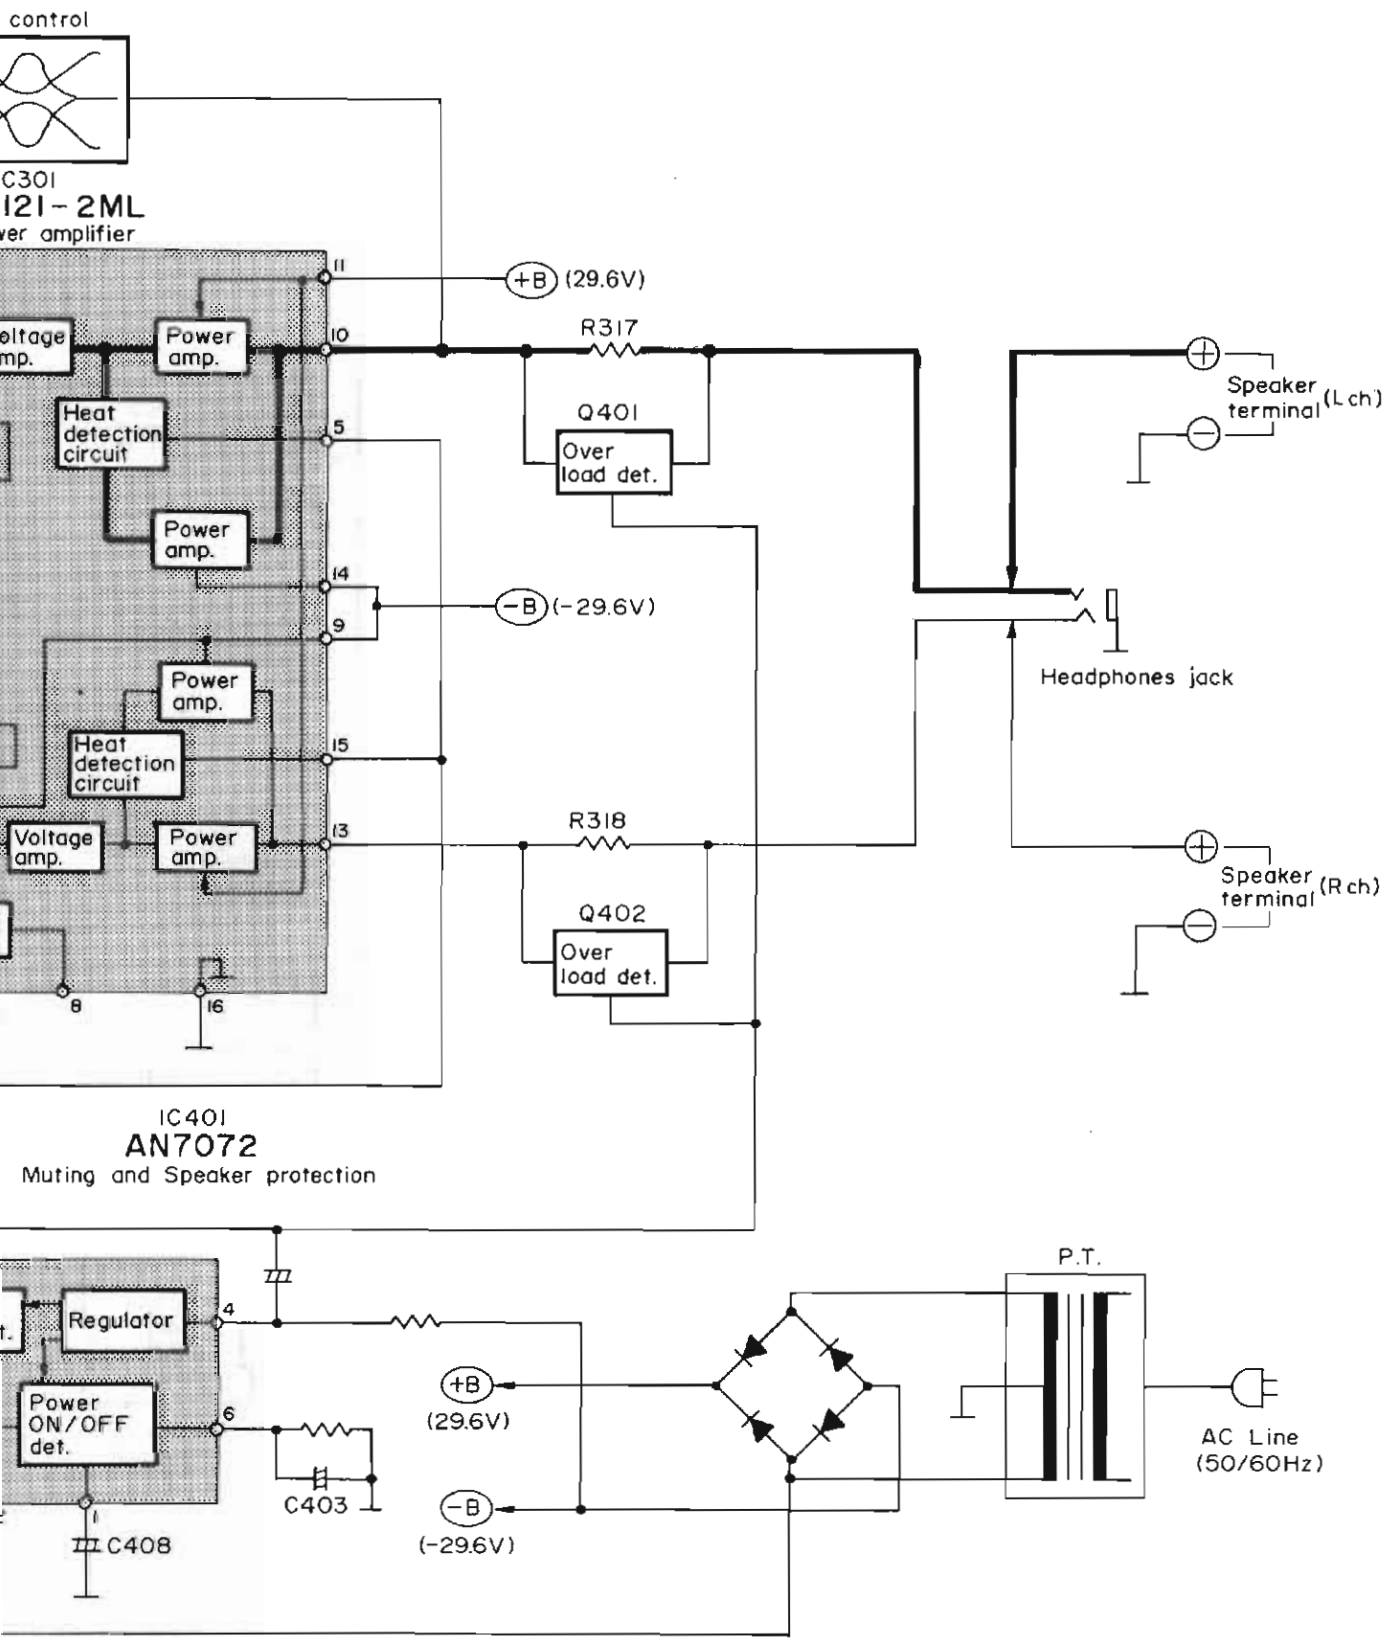 control
C301
121-2ML
wer amplifier
11
+B (29.6V)
R317
10
oltage
mp.
Power
amp.
+
Speaker
terminal (Lch)
−
Heat
detection
circuit
5
Q401
Over
load det.
Power
amp.
14
−B (−29.6V)
9
Headphones jack
Power
amp.
Heat
detection
circuit
15
Voltage
amp.
Power
amp.
13
R318
+
Speaker
terminal (Rch)
−
Q402
Over
load det.
8
16
IC401
AN7072
Muting and Speaker protection
P.T.
t.
Regulator
4
+B
(29.6V)
Power
ON/OFF
det.
6
C403
AC Line
(50/60Hz)
−B
(−29.6V)
1
C408